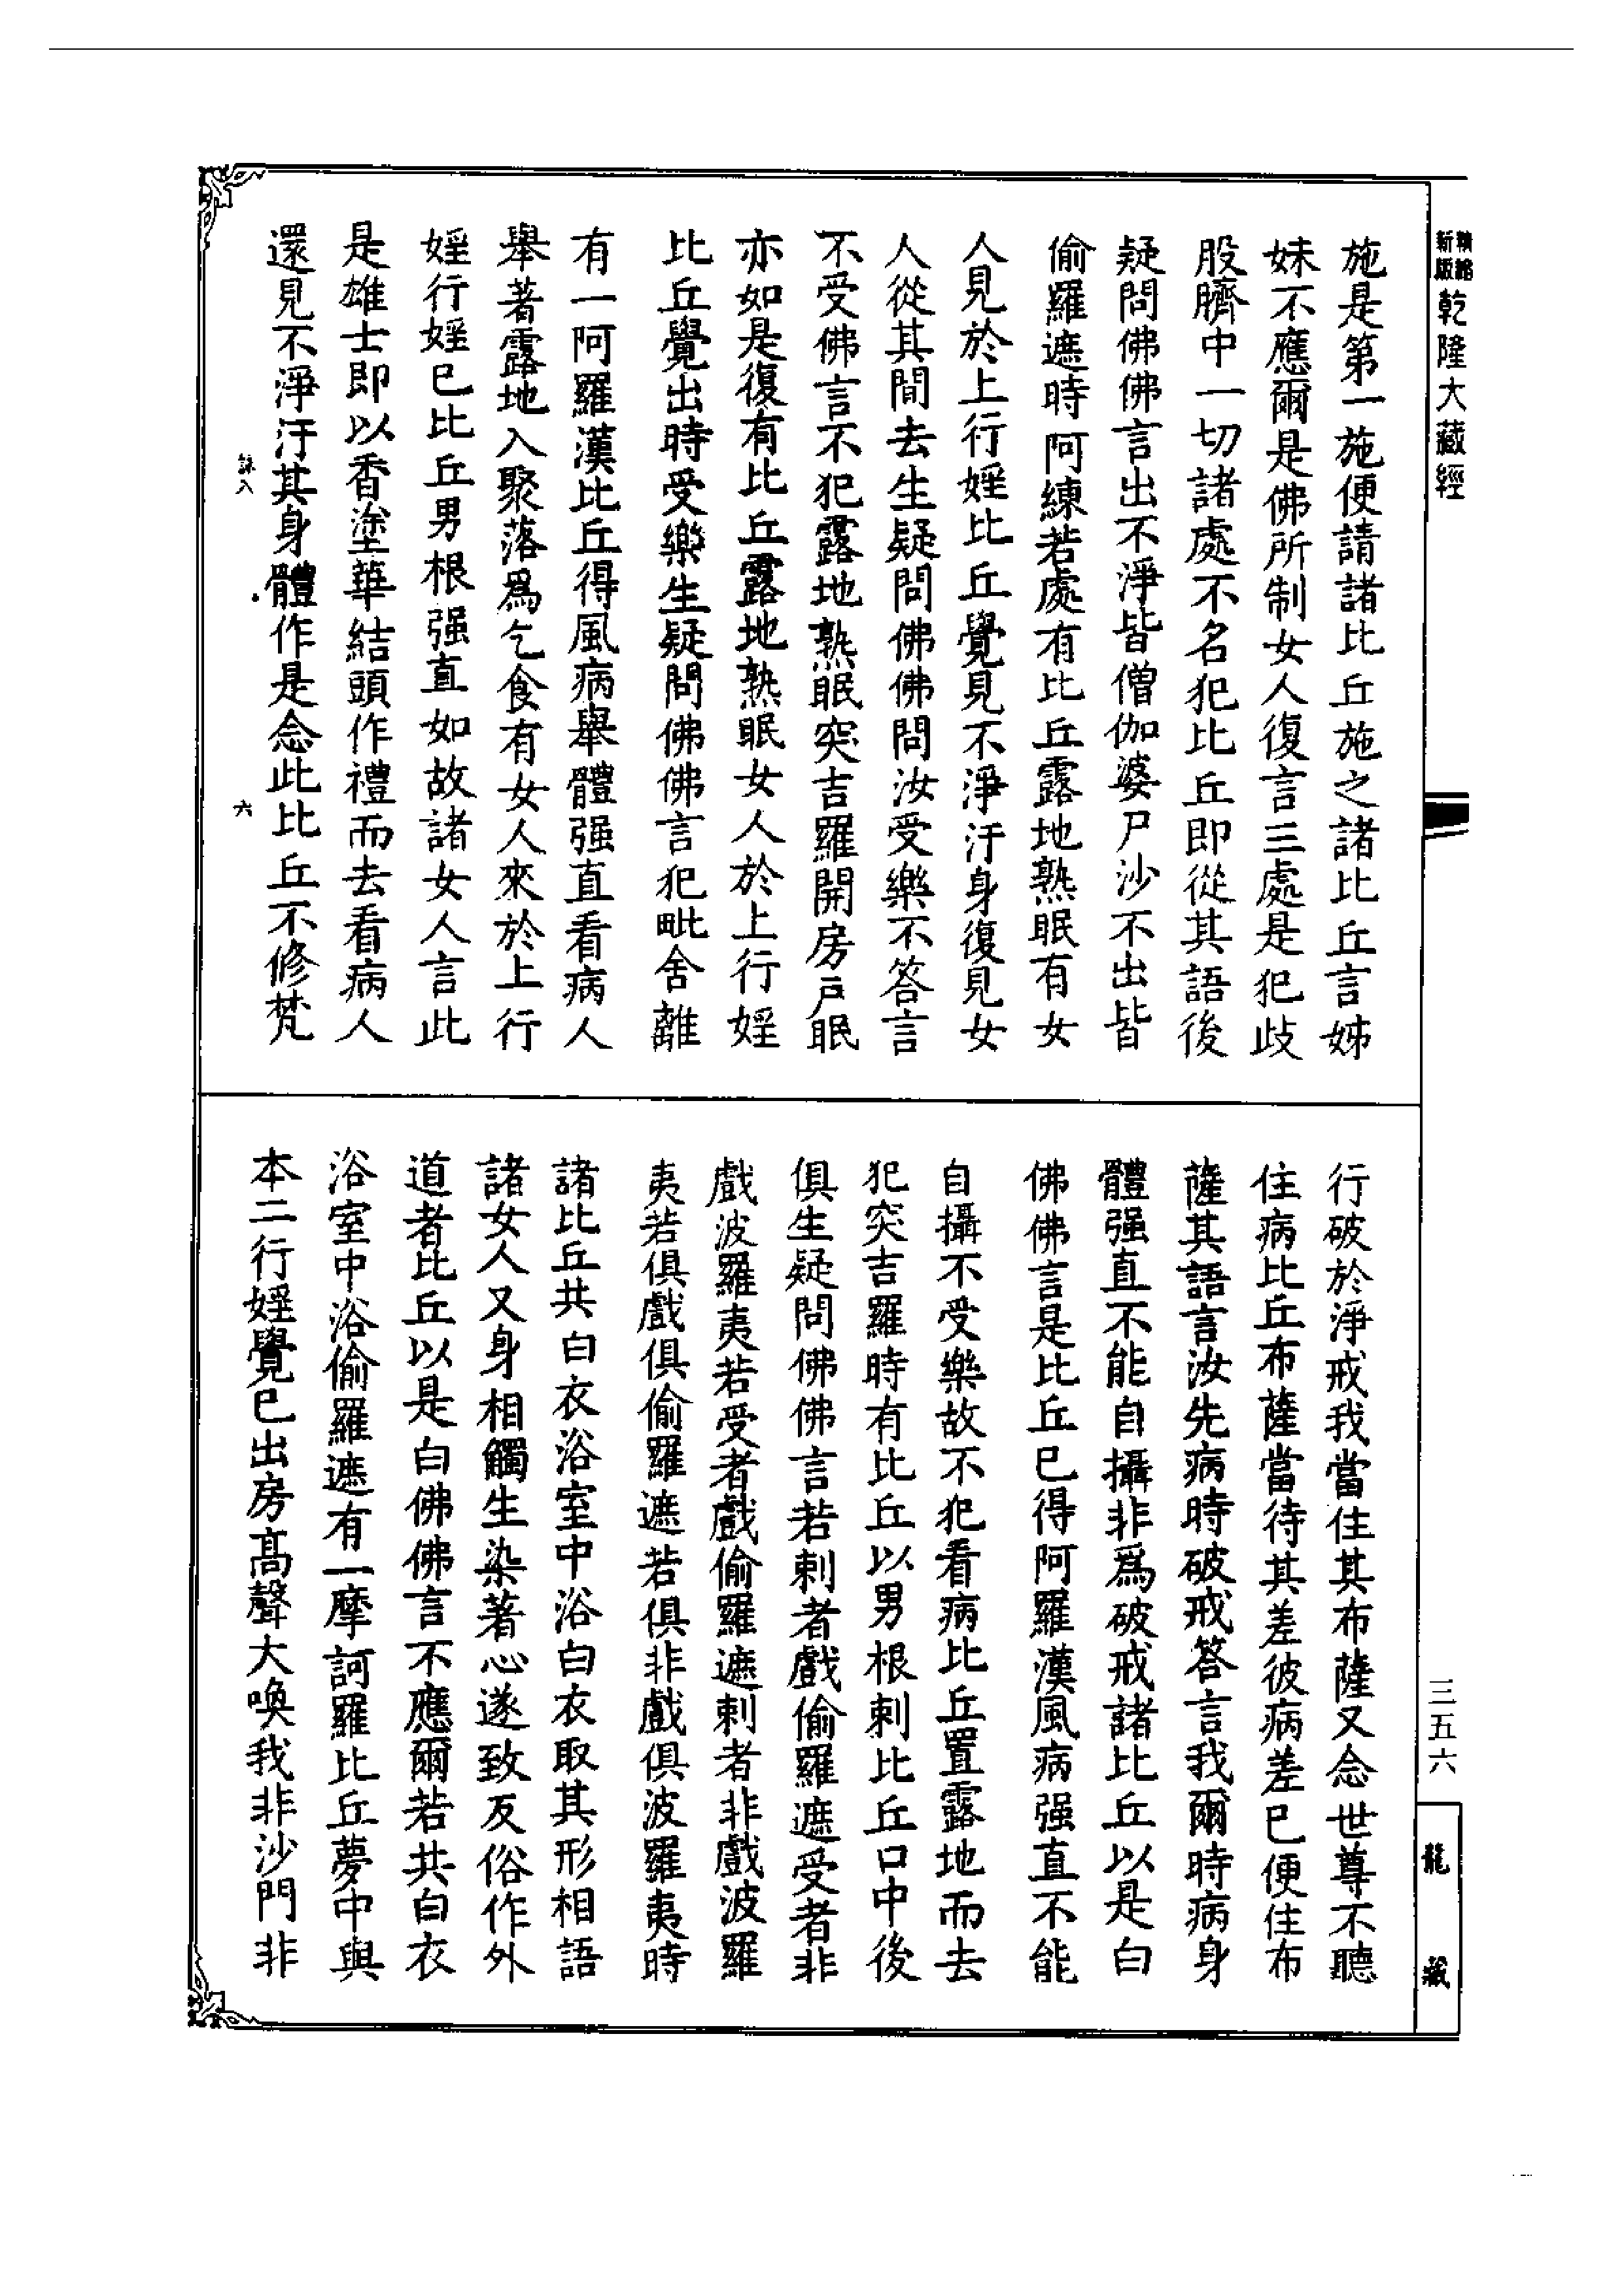 新版精縮乾隆大藏經
施是第一施便請諸比丘施之諸比丘言姊
妹不應爾是佛所制女人復言三處是犯歧
股臍中一切諸處不名犯比丘即從其語後
疑問佛佛言出不淨皆僧伽婆尸沙不出皆
偷羅遮時阿練若處有比丘露地熟眠有女
人見於上行婬比丘覺見不淨汙身復見女
人從其間去生疑問佛佛問汝受樂不答言
不受佛言不犯露地熟眠突吉羅開房戶眠
亦如是復有比丘露地熟眠女人於上行婬
比丘覺出時受樂生疑問佛佛言犯毗舍離
有一阿羅漢比丘得風病舉體强直看病人
舉著露地入聚落爲乞食有女人來於上行
婬行婬已比丘男根强直如故諸女人言此
是雄士即以香塗華結頭作禮而去看病人
還見不淨汙其身體作是念此比丘不修梵
六
行破於淨戒我當住其布薩又念世尊不聽
住病比丘布薩當待其差彼病差已便住布
薩其語言汝先病時破戒答言我爾時病身
體强直不能自攝非爲破戒諸比丘以是白
佛佛言是比丘已得阿羅漢風病强直不能
自攝不受樂故不犯看病比丘置露地而去
犯突吉羅時有比丘以男根刺比丘口中後
俱生疑問佛佛言若刺者戲偷羅遮受者非
戲波羅夷若受者戲偷羅遮刺者非戲波羅
夷若俱戲俱偷羅遮若俱非戲俱波羅夷時
諸比丘共白衣浴室中浴白衣取其形相語
諸女人又身相觸生染著心遂致反俗作外
道者比丘以是白佛佛言不應爾若共白衣
浴室中浴偷羅遮有一摩訶羅比丘夢中與
本二行婬覺已出房高聲大喚我非沙門非
三五六
龍藏